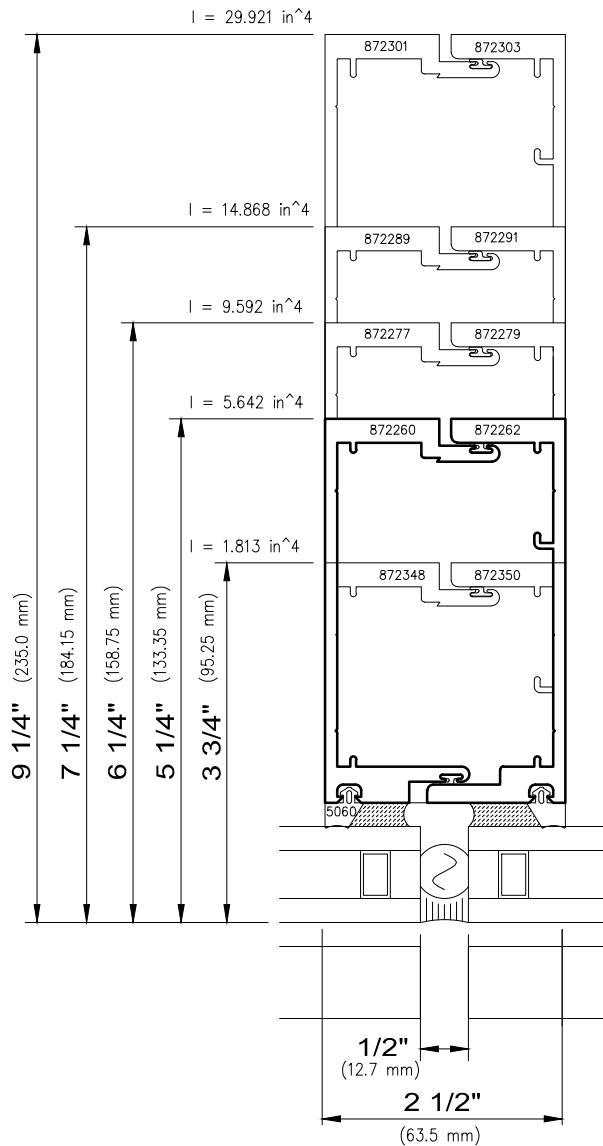 I = 29.921 in^4
872301
872303
I = 14.868 in^4
872289
872291
I = 9.592 in^4
872277
872279
I = 5.642 in^4
872260
872262
I = 1.813 in^4
872348
872350
9 1/4" (235.0 mm)
7 1/4" (184.15 mm)
6 1/4" (158.75 mm)
5 1/4" (133.35 mm)
3 3/4" (95.25 mm)
5060
1/2"
(12.7 mm)
2 1/2"
(63.5 mm)